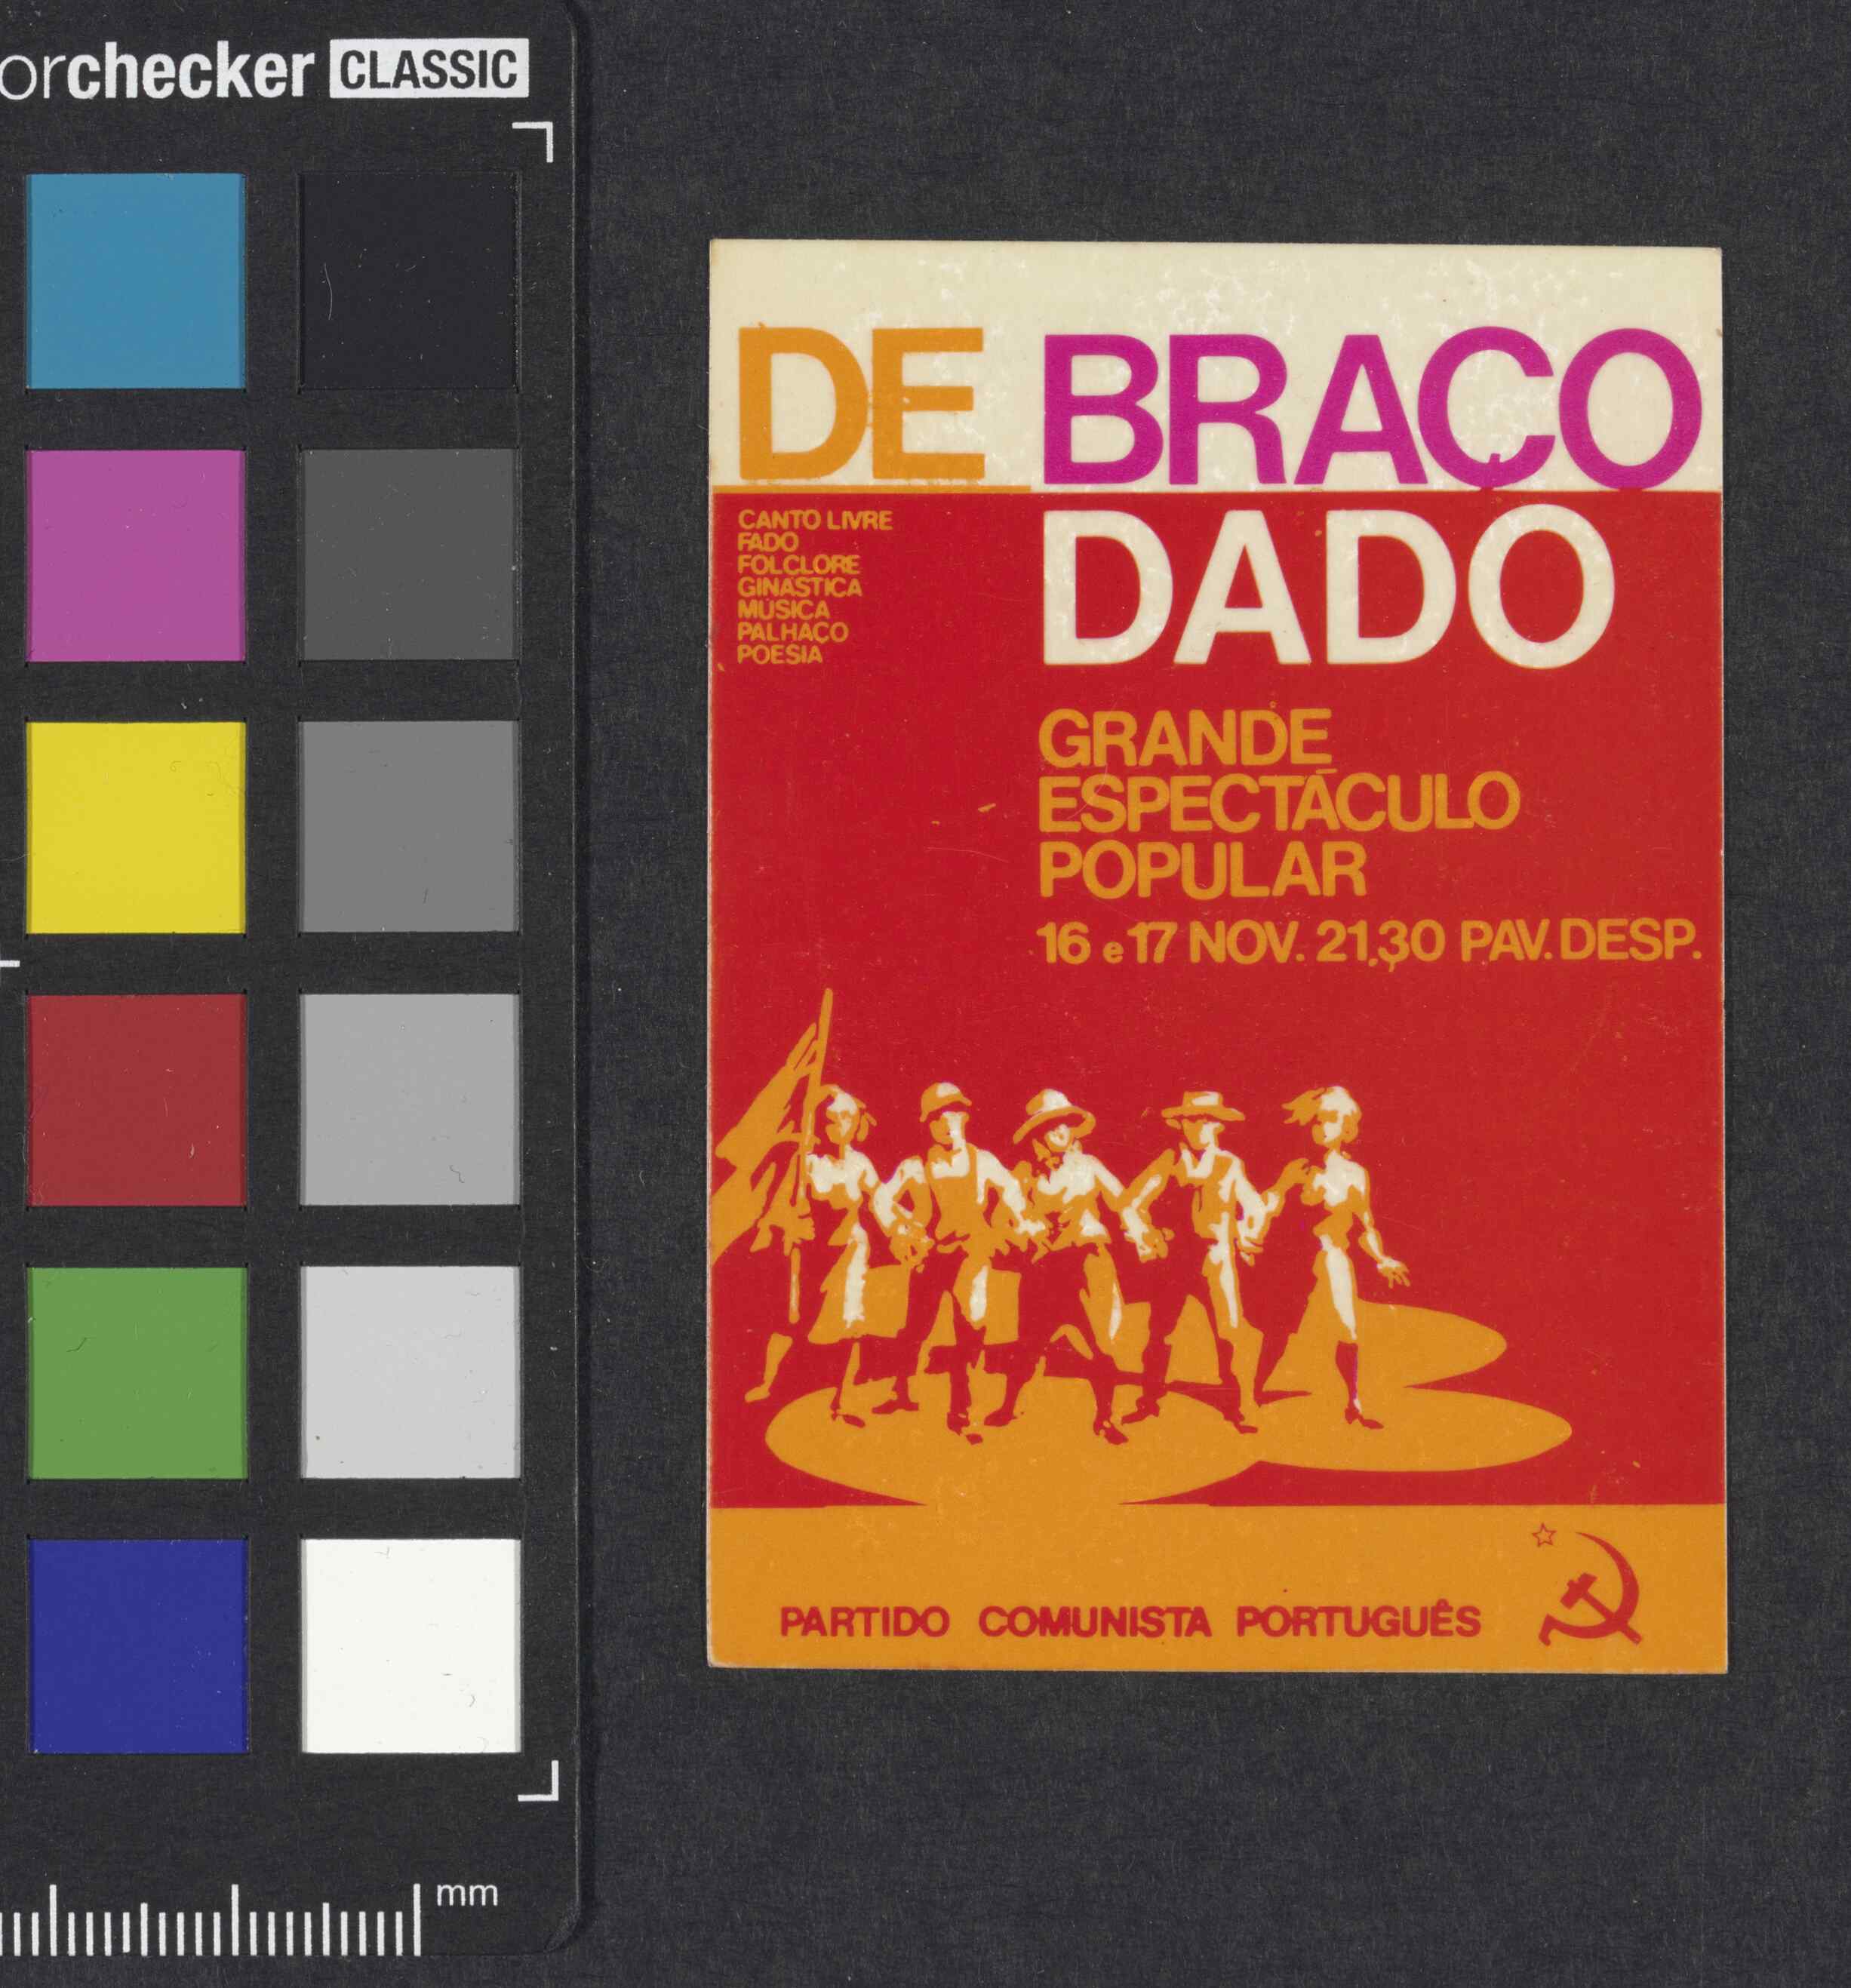 orchecker CLASSIC
DE BRAÇO
DADO
CANTO LIVRE
FADO
FOLCLORE
GINÁSTICA
MÚSICA
PALHAÇO
POESIA
GRANDE
ESPECTÁCULO
POPULAR
16 e 17 NOV. 21,30 PAV. DESP.
PARTIDO COMUNISTA PORTUGUÊS
mm